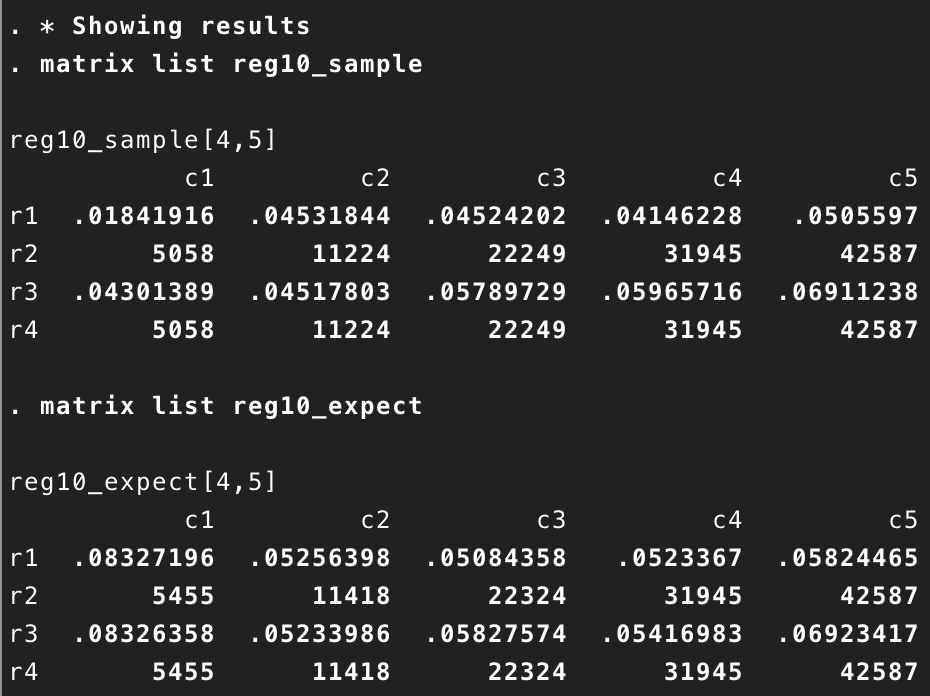 . * Showing results
. matrix list reg10_sample
reg10_sample[4,5]
c1 c2 c3 c4 c5
r1 .01841916 .04531844 .04524202 .04146228 .0505597
r2 5058 11224 22249 31945 42587
r3 .04301389 .04517803 .05789729 .05965716 .06911238
r4 5058 11224 22249 31945 42587
. matrix list reg10_expect
reg10_expect[4,5]
c1 c2 c3 c4 c5
r1 .08327196 .05256398 .05084358 .0523367 .05824465
r2 5455 11418 22324 31945 42587
r3 .08326358 .05233986 .05827574 .05416983 .06923417
r4 5455 11418 22324 31945 42587